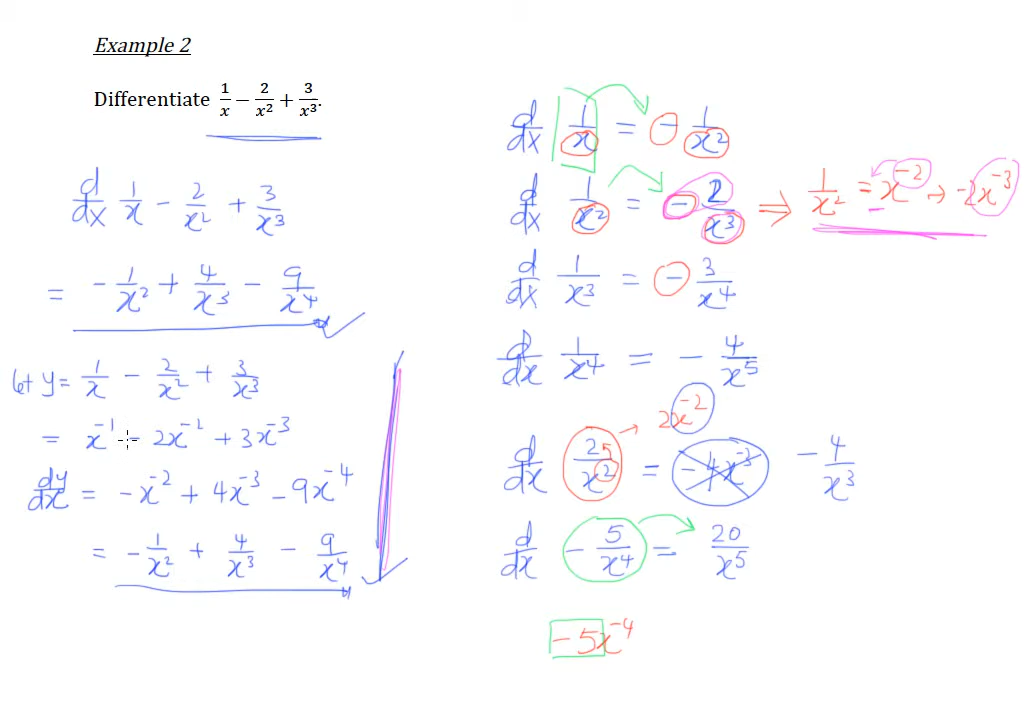 Example 2
Differentiate 1/x − 2/x² + 3/x³.
d/dx 1/x − 2/x² + 3/x³
= − 1/x² + 4/x³ − 9/x⁴
let y = 1/x − 2/x² + 3/x³
= x⁻¹ − 2x⁻² + 3x⁻³
dy/dx = −x⁻² + 4x⁻³ − 9x⁻⁴
= − 1/x² + 4/x³ − 9/x⁴
d/dx 1/x = − 1/x²
d/dx 1/x² = − 2/x³ ⇒ 1/x² = x⁻² → −2x⁻³
d/dx 1/x³ = − 3/x⁴
d/dx 1/x⁴ = − 4/x⁵
→ 2x⁻²
d/dx 2/x² = −4x⁻³ − 4/x³
d/dx − 5/x⁴ = 20/x⁵
−5x⁻⁴